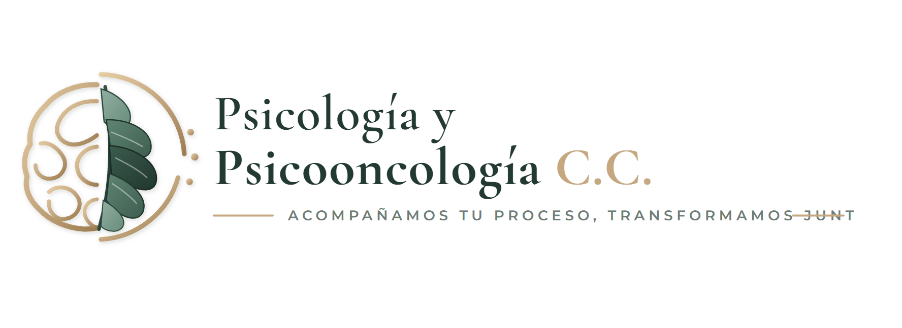 Psicología y
Psicooncología C.C.
ACOMPAÑAMOS TU PROCESO, TRANSFORMAMOS JUNT